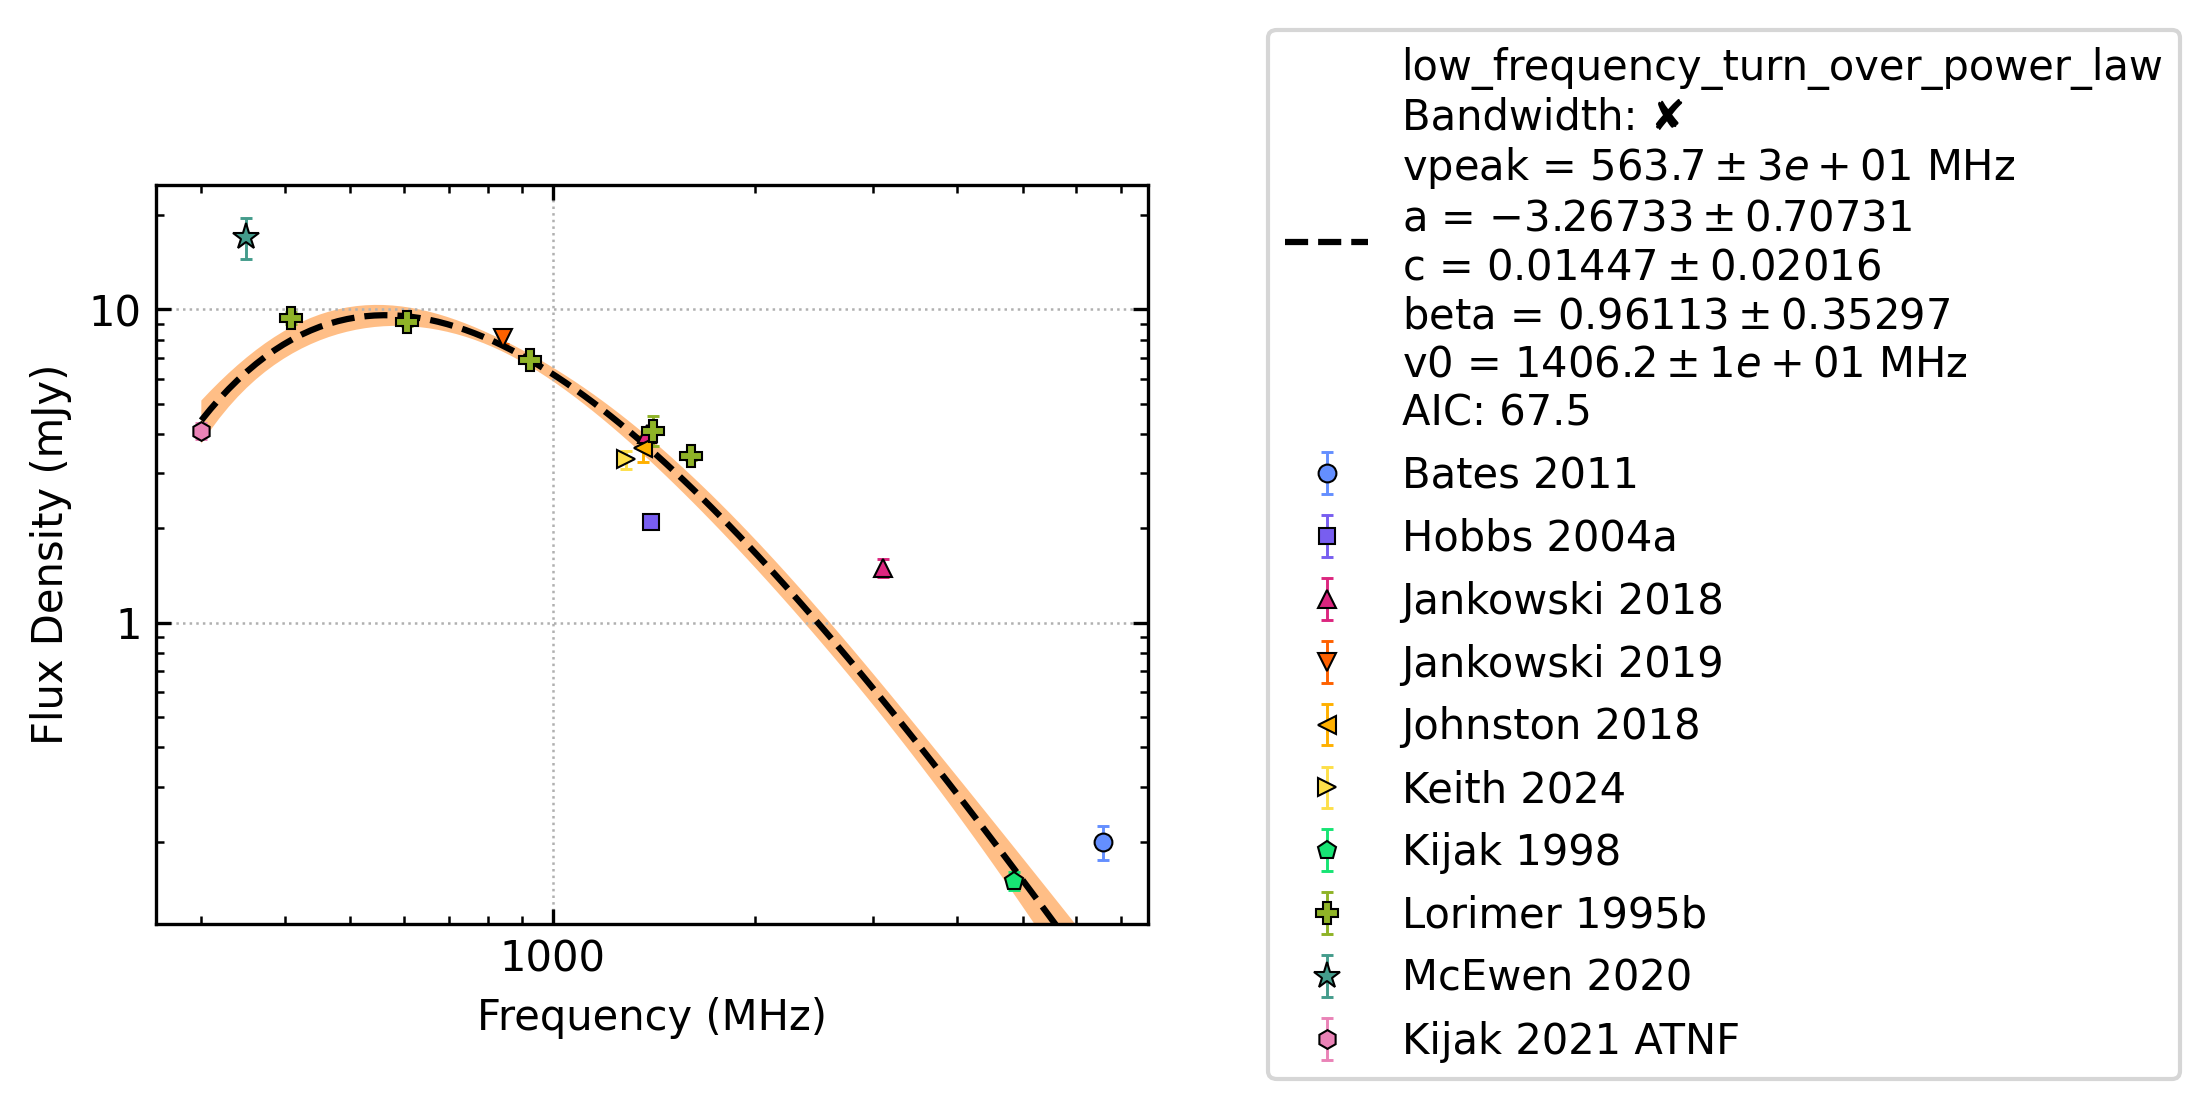 10
1
1000
Flux Density (mJy)
Frequency (MHz)
low_frequency_turn_over_power_law
Bandwidth: ✘
vpeak = 563.7 ± 3e + 01 MHz
a = −3.26733 ± 0.70731
c = 0.01447 ± 0.02016
beta = 0.96113 ± 0.35297
v0 = 1406.2 ± 1e + 01 MHz
AIC: 67.5
Bates 2011
Hobbs 2004a
Jankowski 2018
Jankowski 2019
Johnston 2018
Keith 2024
Kijak 1998
Lorimer 1995b
McEwen 2020
Kijak 2021 ATNF